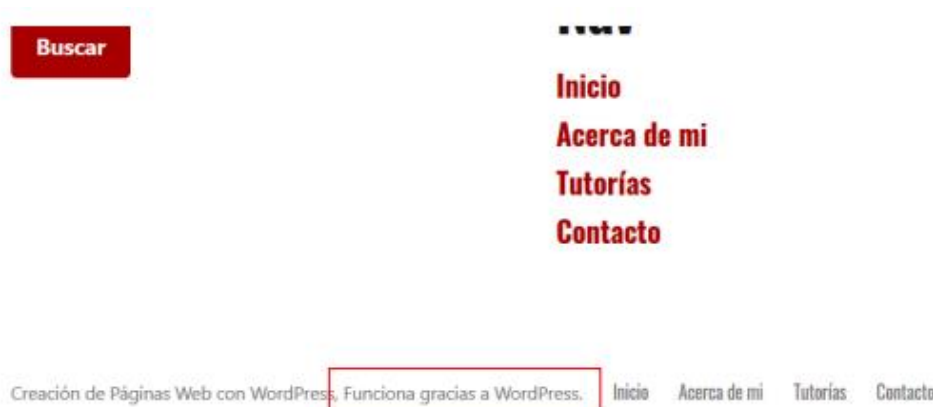 Buscar
Nav
Inicio
Acerca de mi
Tutorías
Contacto
Creación de Páginas Web con WordPress, Funciona gracias a WordPress. Inicio Acerca de mi Tutorías Contacto